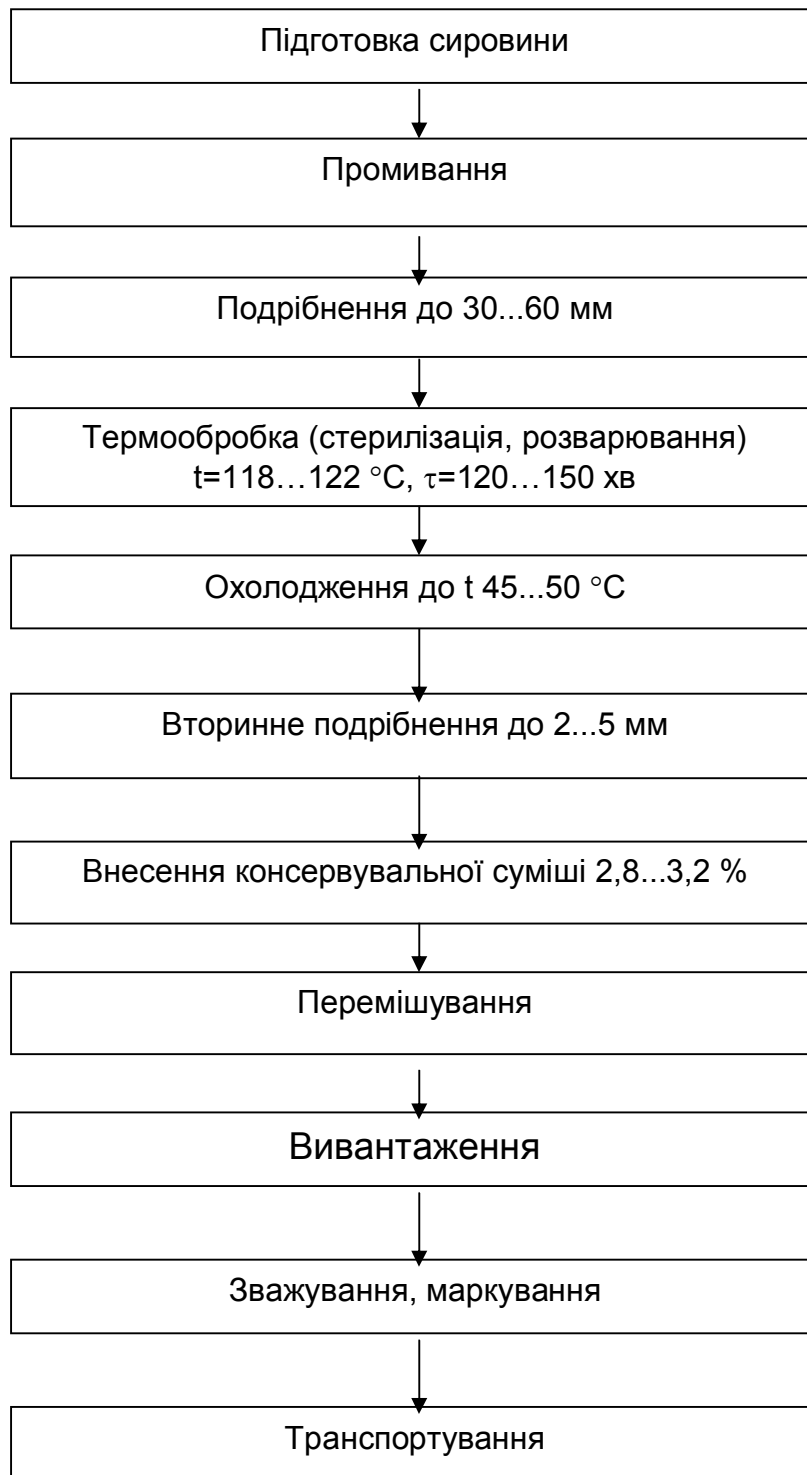 Підготовка сировини
Промивання
Подрібнення до 30...60 мм
Термообробка (стерилізація, розварювання)
t=118…122 °С, τ=120…150 хв
Охолодження до t 45...50 °С
Вторинне подрібнення до 2...5 мм
Внесення консервувальної суміші 2,8...3,2 %
Перемішування
Вивантаження
Зважування, маркування
Транспортування